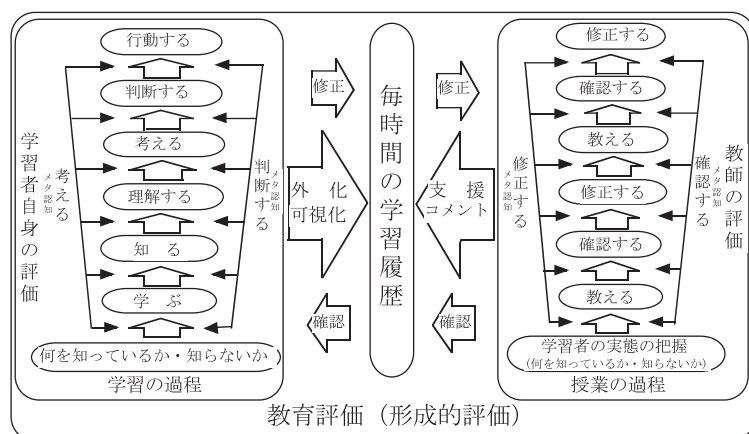 行動する
判断する
考える
理解する
知 る
学 ぶ
何を知っているか・知らないか
学習の過程
学習者自身の評価
考える
メタ認知
判断する
メタ認知
修正
外 化
可視化
確認
毎時間の学習履歴
修正
支 援
コメント
確認
修正する
確認する
教える
修正する
確認する
教える
学習者の実態の把握
(何を知っているか・知らないか)
授業の過程
修正する
メタ認知
確認する
メタ認知
教師の評価
教育評価（形成的評価）